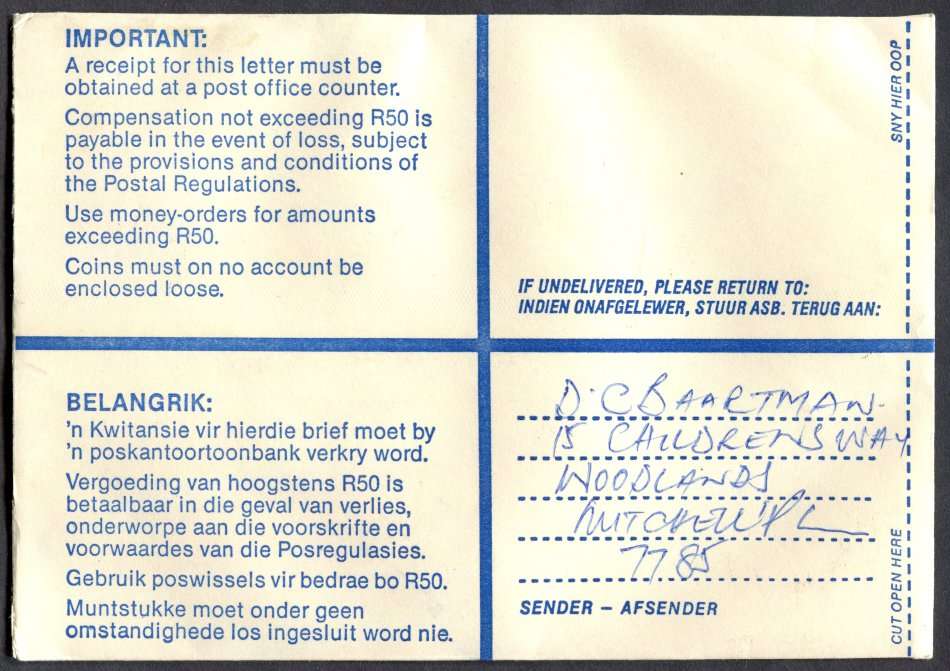 IMPORTANT:
A receipt for this letter must be
obtained at a post office counter.
Compensation not exceeding R50 is
payable in the event of loss, subject
to the provisions and conditions of
the Postal Regulations.
Use money-orders for amounts
exceeding R50.
Coins must on no account be
enclosed loose.
SNY HIER OOP
IF UNDELIVERED, PLEASE RETURN TO:
INDIEN ONAFGELEWER, STUUR ASB. TERUG AAN:
BELANGRIK:
'n Kwitansie vir hierdie brief moet by
'n poskantoortoonbank verkry word.
Vergoeding van hoogstens R50 is
betaalbaar in die geval van verlies,
onderworpe aan die voorskrifte en
voorwaardes van die Posregulasies.
Gebruik poswissels vir bedrae bo R50.
Muntstukke moet onder geen
omstandighede los ingesluit word nie.
D. C BAARTMAN.
15 CHILDRENS WAY
WOODLANDS
MITCHELL'S PL
7785
SENDER – AFSENDER
CUT OPEN HERE